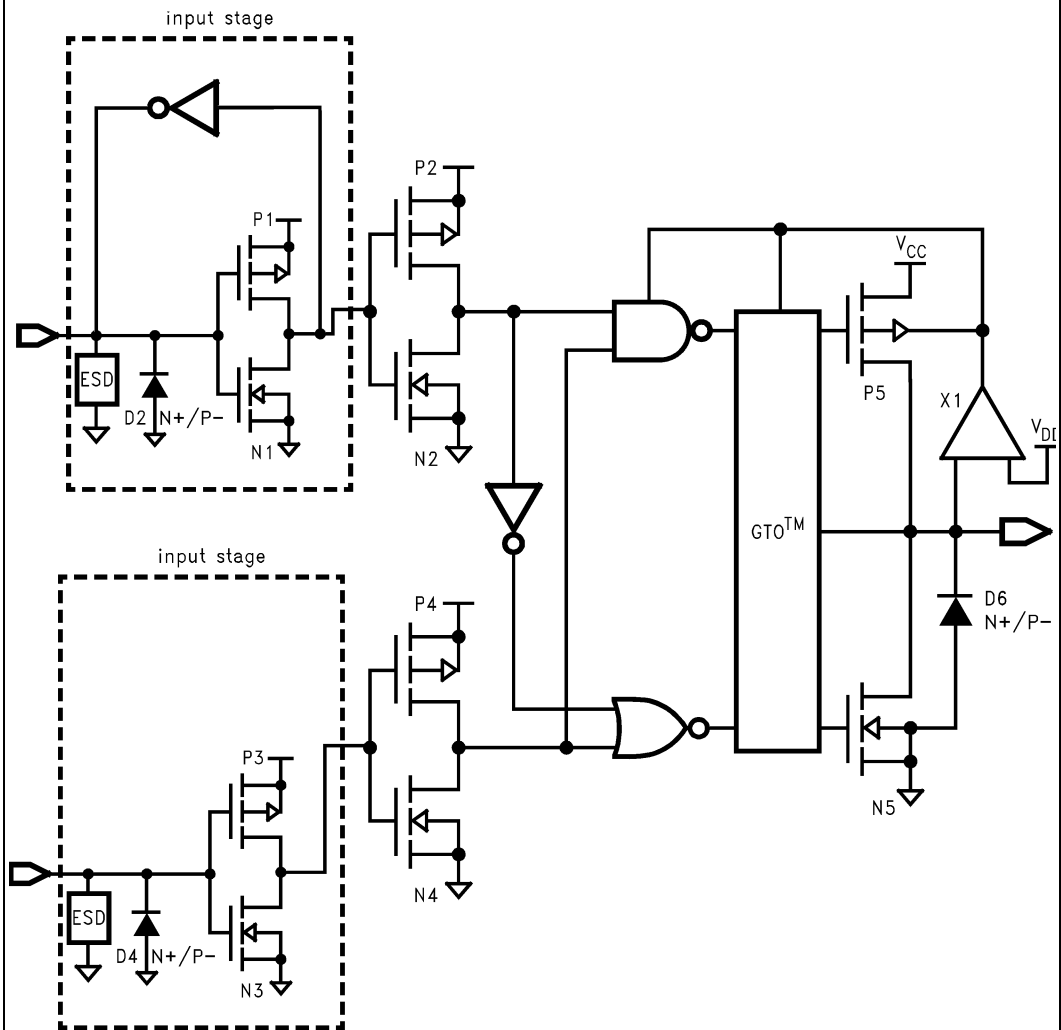 input stage
P1
ESD
D2 N+/P-
N1
P2
N2
VCC
P5
X1
GTO™
D6
N+/P-
N5
input stage
P3
ESD
D4 N+/P-
N3
P4
N4